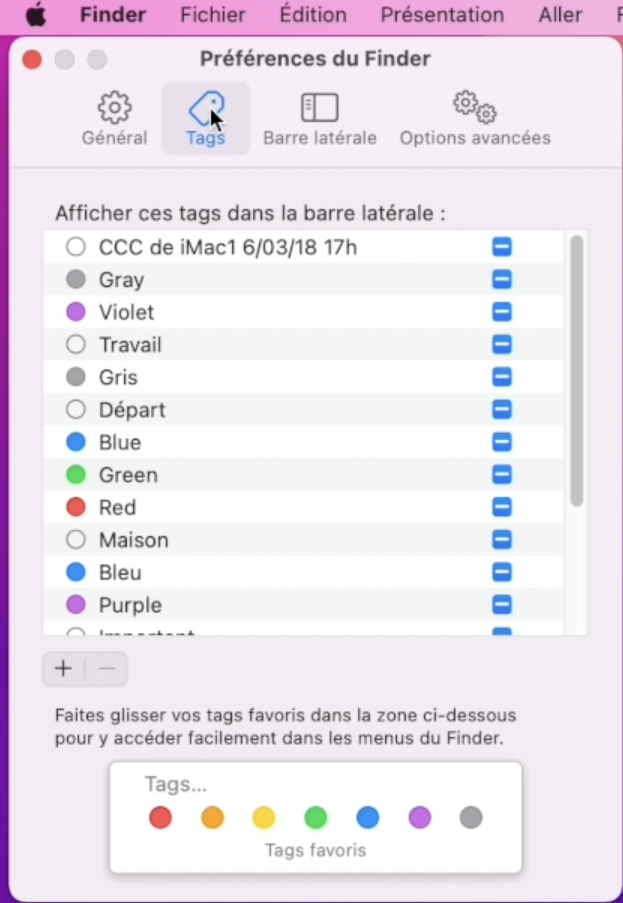 Finder Fichier Édition Présentation Aller
Préférences du Finder
Général Tags Barre latérale Options avancées
Afficher ces tags dans la barre latérale :
CCC de iMac1 6/03/18 17h
Gray
Violet
Travail
Gris
Départ
Blue
Green
Red
Maison
Bleu
Purple
Important
+ −
Faites glisser vos tags favoris dans la zone ci-dessous
pour y accéder facilement dans les menus du Finder.
Tags...
Tags favoris